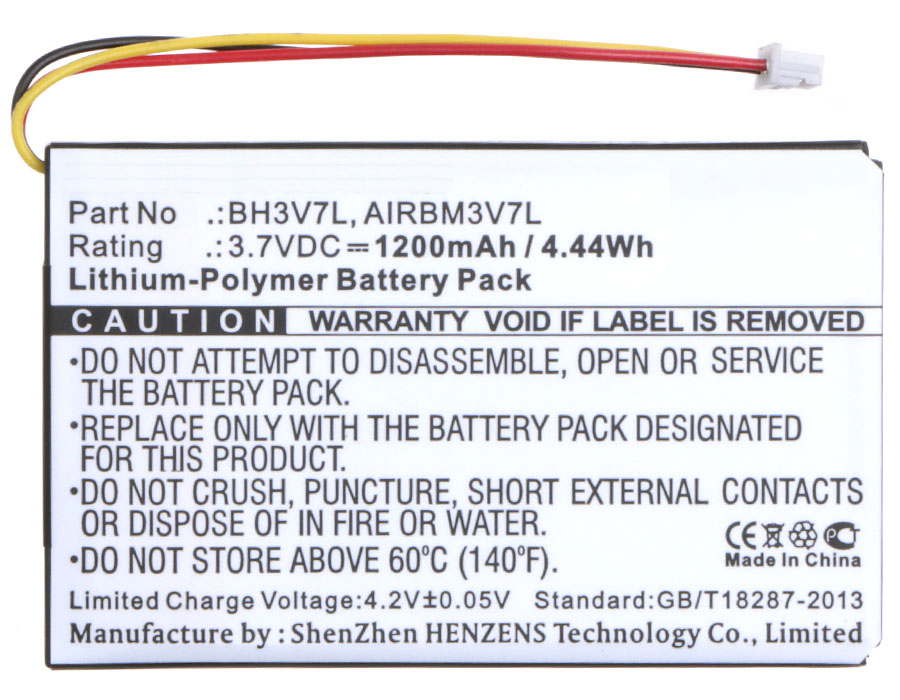 Part No .:BH3V7L, AIRBM3V7L
Rating .:3.7VDC⎓1200mAh / 4.44Wh
Lithium-Polymer Battery Pack
CAUTION WARRANTY VOID IF LABEL IS REMOVED
·DO NOT ATTEMPT TO DISASSEMBLE, OPEN OR SERVICE
THE BATTERY PACK.
·REPLACE ONLY WITH THE BATTERY PACK DESIGNATED
FOR THIS PRODUCT.
·DO NOT CRUSH, PUNCTURE, SHORT EXTERNAL CONTACTS
OR DISPOSE OF IN FIRE OR WATER.
·DO NOT STORE ABOVE 60℃ (140℉).
CE PCT
Made In China
Limited Charge Voltage:4.2V±0.05V Standard:GB/T18287-2013
Manufacture by : ShenZhen HENZENS Technology Co., Limited